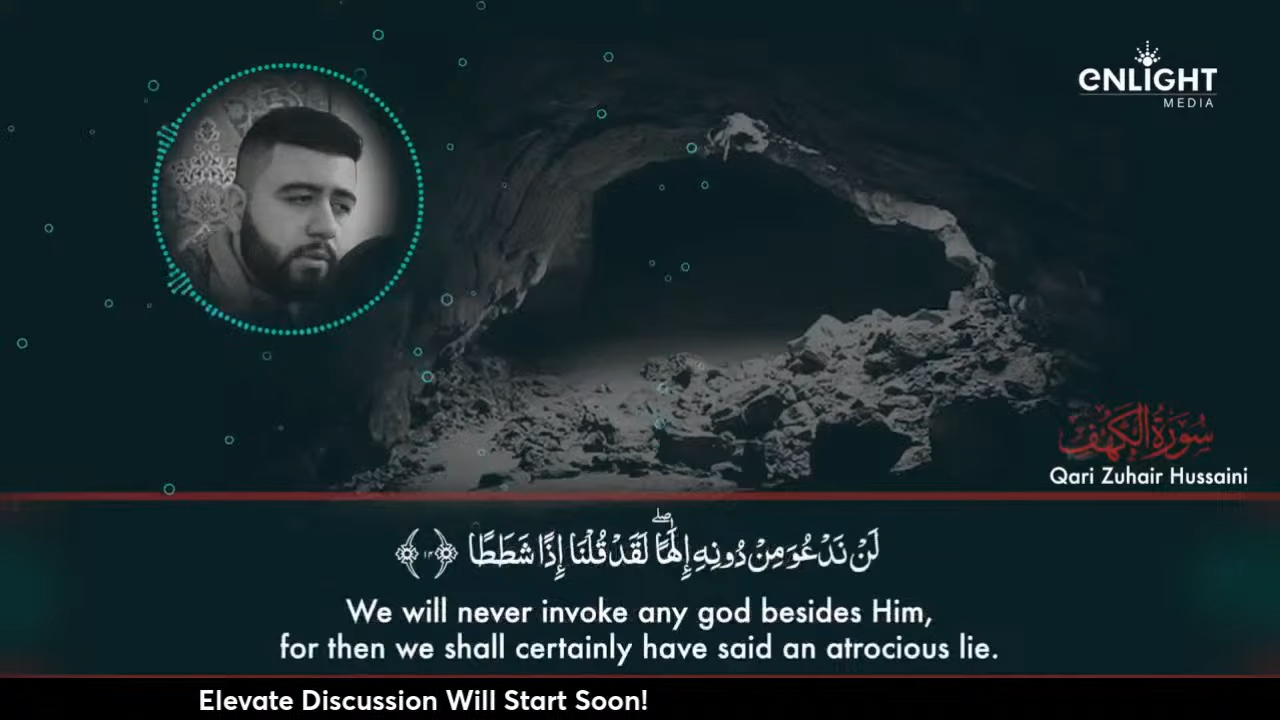 ENLIGHT
MEDIA
سُورَةُ الكَهْف
Qari Zuhair Hussaini
لَنْ نَدْعُوَ مِنْ دُونِهِ إِلَٰهًا ۖ لَقَدْ قُلْنَا إِذًا شَطَطًا ﴿١٤﴾
We will never invoke any god besides Him,
for then we shall certainly have said an atrocious lie.
Elevate Discussion Will Start Soon!